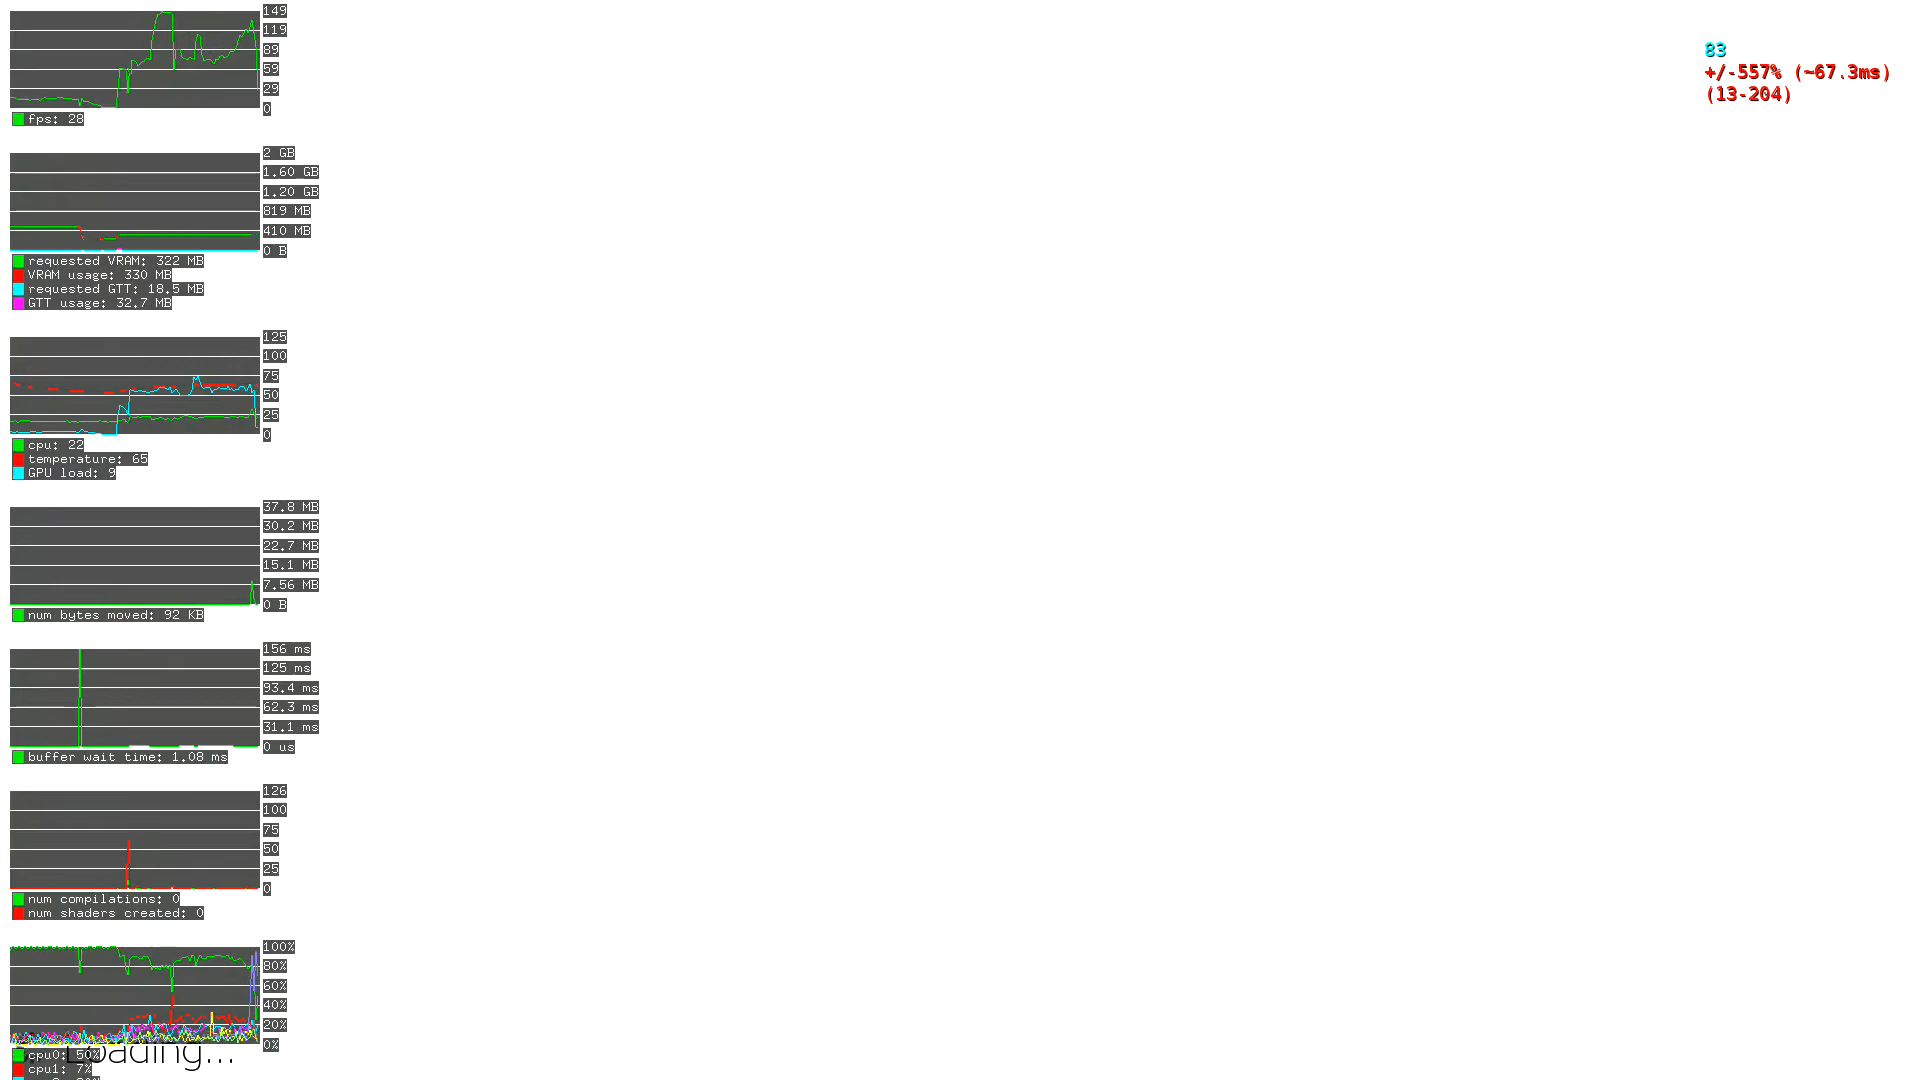 149
119
89
59
29
0
fps: 28
83
+/-557% (~67.3ms)
(13-204)
2 GB
1.60 GB
1.20 GB
819 MB
410 MB
0 B
requested VRAM: 322 MB
VRAM usage: 330 MB
requested GTT: 18.5 MB
GTT usage: 32.7 MB
125
100
75
50
25
0
cpu: 22
temperature: 65
GPU load: 9
37.8 MB
30.2 MB
22.7 MB
15.1 MB
7.56 MB
0 B
num bytes moved: 92 KB
156 ms
125 ms
93.4 ms
62.3 ms
31.1 ms
0 us
buffer wait time: 1.08 ms
126
100
75
50
25
0
num compilations: 0
num shaders created: 0
100%
80%
60%
40%
20%
0%
cpu0: 50%
Loading...
cpu1: 7%